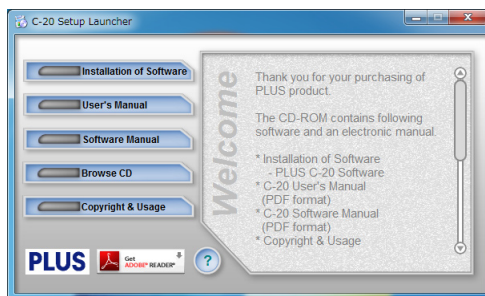 C-20 Setup Launcher
Installation of Software
User's Manual
Software Manual
Browse CD
Copyright & Usage
PLUS
Get
ADOBE® READER®
?
Welcome
Thank you for your purchasing of
PLUS product.
The CD-ROM contains following
software and an electronic manual.
* Installation of Software
- PLUS C-20 Software
* C-20 User's Manual
(PDF format)
* C-20 Software Manual
(PDF format)
* Copyright & Usage